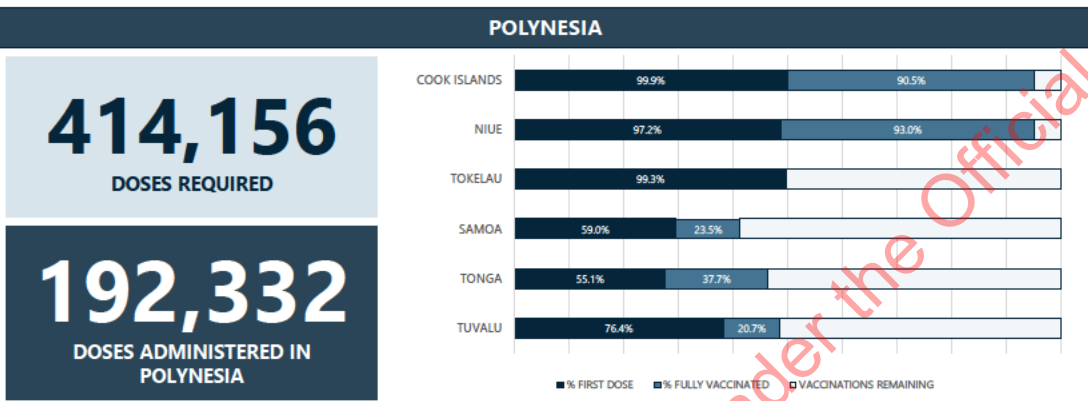 POLYNESIA
414,156
DOSES REQUIRED
192,332
DOSES ADMINISTERED IN
POLYNESIA
COOK ISLANDS 99.9% 90.5%
NIUE 97.2% 93.0%
TOKELAU 99.3%
SAMOA 59.0% 23.5%
TONGA 55.1% 37.7%
TUVALU 76.4% 20.7%
% FIRST DOSE % FULLY VACCINATED VACCINATIONS REMAINING
under the Official